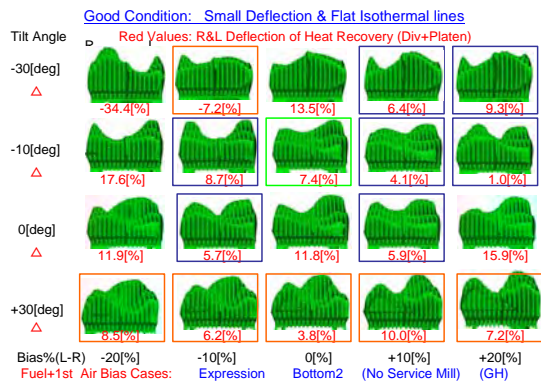 Good Condition: Small Deflection & Flat Isothermal lines
Tilt Angle
Red Values: R&L Deflection of Heat Recovery (Div+Platen)
-30[deg]
-34.4[%] -7.2[%] 13.5[%] 6.4[%] 9.3[%]
-10[deg]
17.6[%] 8.7[%] 7.4[%] 4.1[%] 1.0[%]
0[deg]
11.9[%] 5.7[%] 11.8[%] 5.9[%] 15.9[%]
+30[deg]
8.5[%] 6.2[%] 3.8[%] 10.0[%] 7.2[%]
Bias%(L-R) -20[%] -10[%] 0[%] +10[%] +20[%]
Fuel+1st Air Bias Cases: Expression Bottom2 (No Service Mill) (GH)